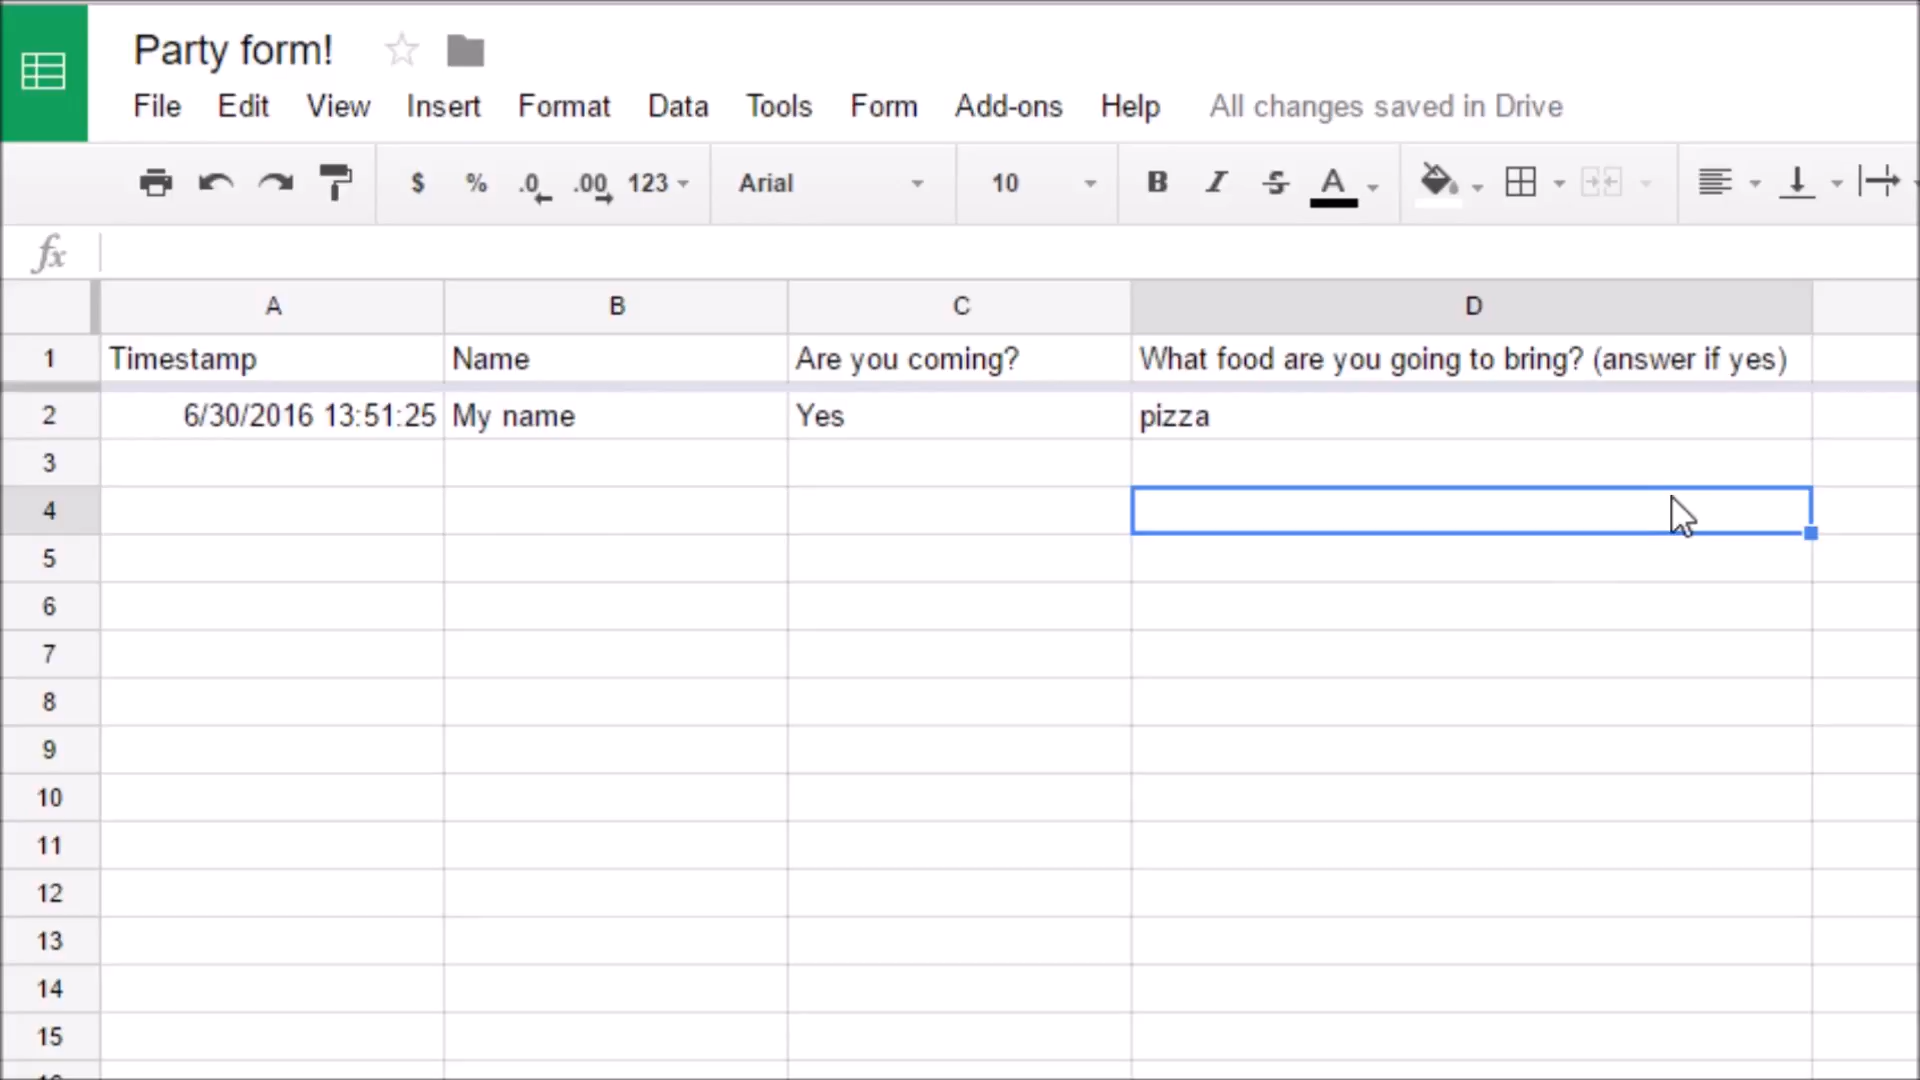 Party form!
File Edit View Insert Format Data Tools Form Add-ons Help All changes saved in Drive
$ % .0 .00 123 Arial 10 B I S A
fx
A B C D
1 Timestamp Name Are you coming? What food are you going to bring? (answer if yes)
2 6/30/2016 13:51:25 My name Yes pizza
3
4
5
6
7
8
9
10
11
12
13
14
15